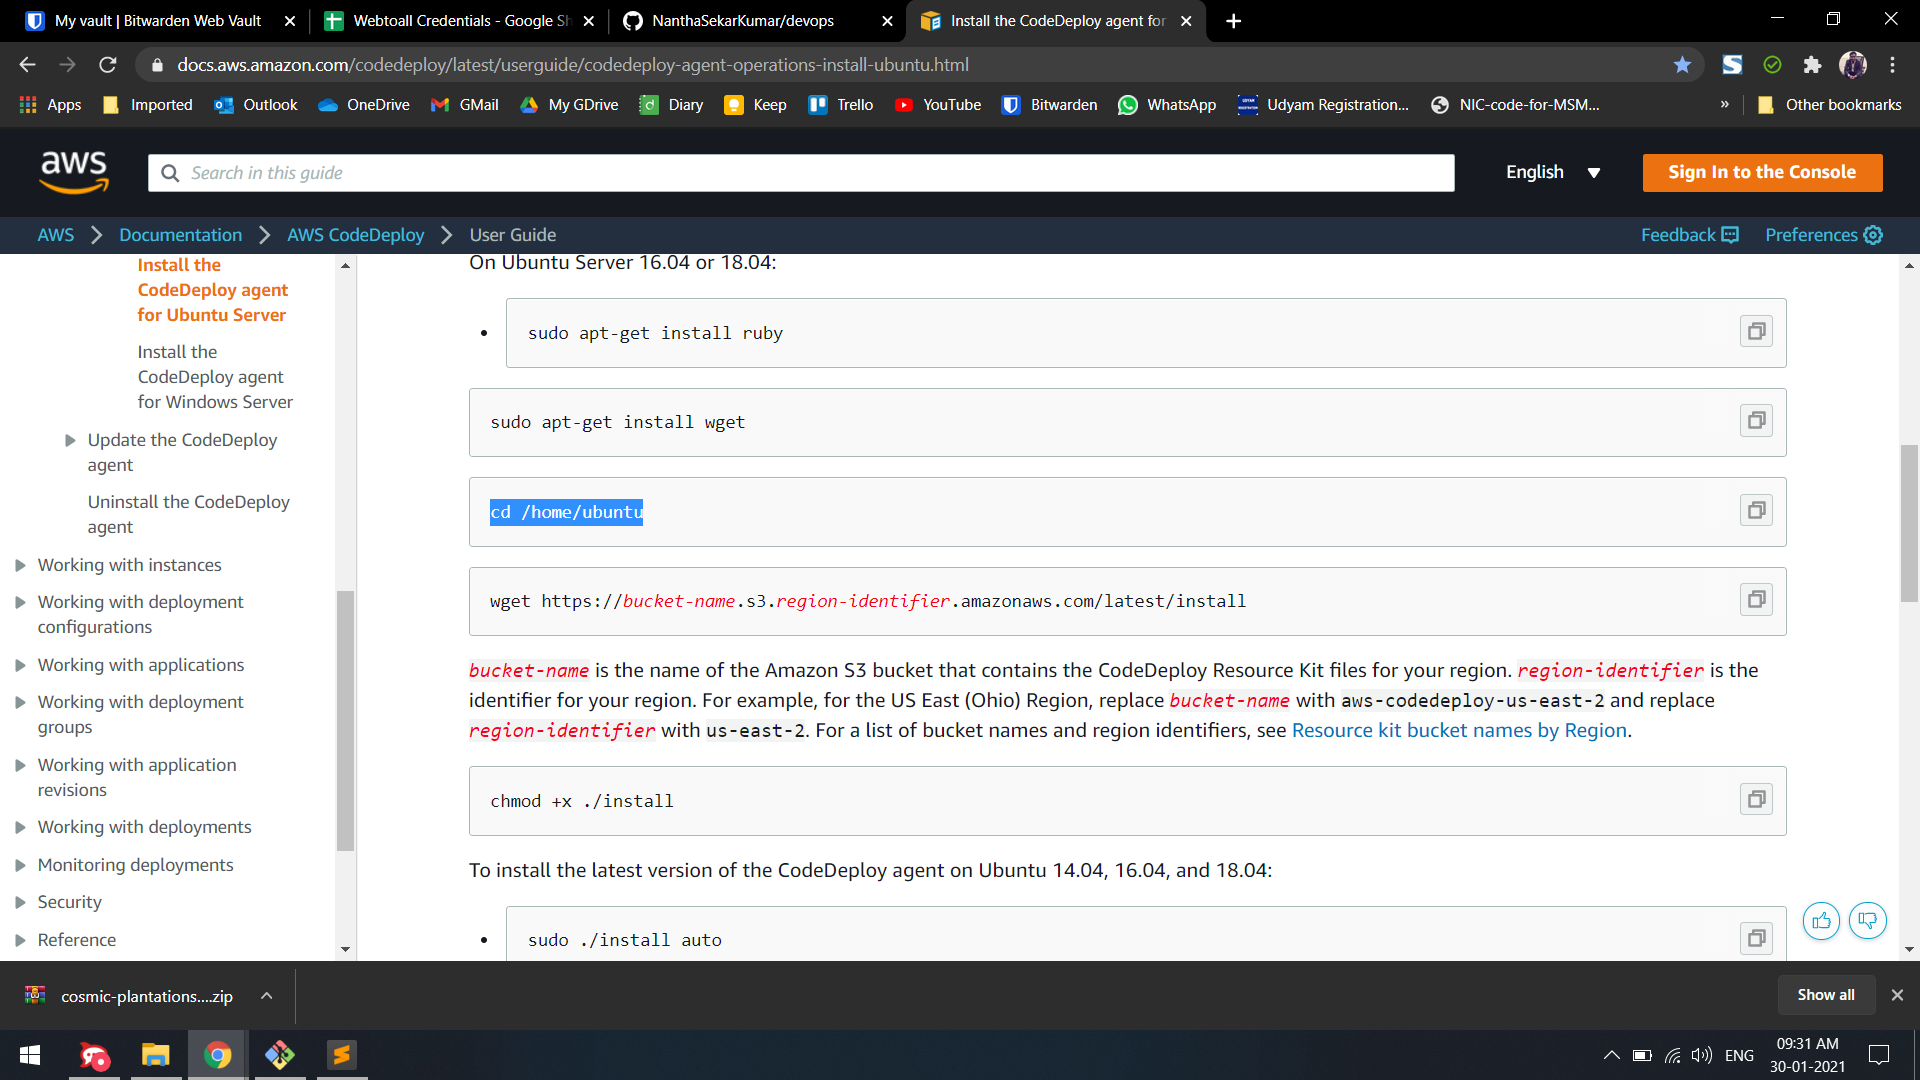 My vault | Bitwarden Web Vault
Webtoall Credentials - Google Sh
NanthaSekarKumar/devops
Install the CodeDeploy agent for
docs.aws.amazon.com/codedeploy/latest/userguide/codedeploy-agent-operations-install-ubuntu.html
Apps Imported Outlook OneDrive GMail My GDrive Diary Keep Trello YouTube Bitwarden WhatsApp Udyam Registration... NIC-code-for-MSM... » Other bookmarks
aws Search in this guide English Sign In to the Console
AWS Documentation AWS CodeDeploy User Guide Feedback Preferences
Install the
CodeDeploy agent
for Ubuntu Server
Install the
CodeDeploy agent
for Windows Server
Update the CodeDeploy
agent
Uninstall the CodeDeploy
agent
Working with instances
Working with deployment
configurations
Working with applications
Working with deployment
groups
Working with application
revisions
Working with deployments
Monitoring deployments
Security
Reference
On Ubuntu Server 16.04 or 18.04:
• sudo apt-get install ruby
sudo apt-get install wget
cd /home/ubuntu
wget https://bucket-name.s3.region-identifier.amazonaws.com/latest/install
bucket-name is the name of the Amazon S3 bucket that contains the CodeDeploy Resource Kit files for your region. region-identifier is the
identifier for your region. For example, for the US East (Ohio) Region, replace bucket-name with aws-codedeploy-us-east-2 and replace
region-identifier with us-east-2. For a list of bucket names and region identifiers, see Resource kit bucket names by Region.
chmod +x ./install
To install the latest version of the CodeDeploy agent on Ubuntu 14.04, 16.04, and 18.04:
• sudo ./install auto
cosmic-plantations....zip
Show all
ENG
09:31 AM
30-01-2021